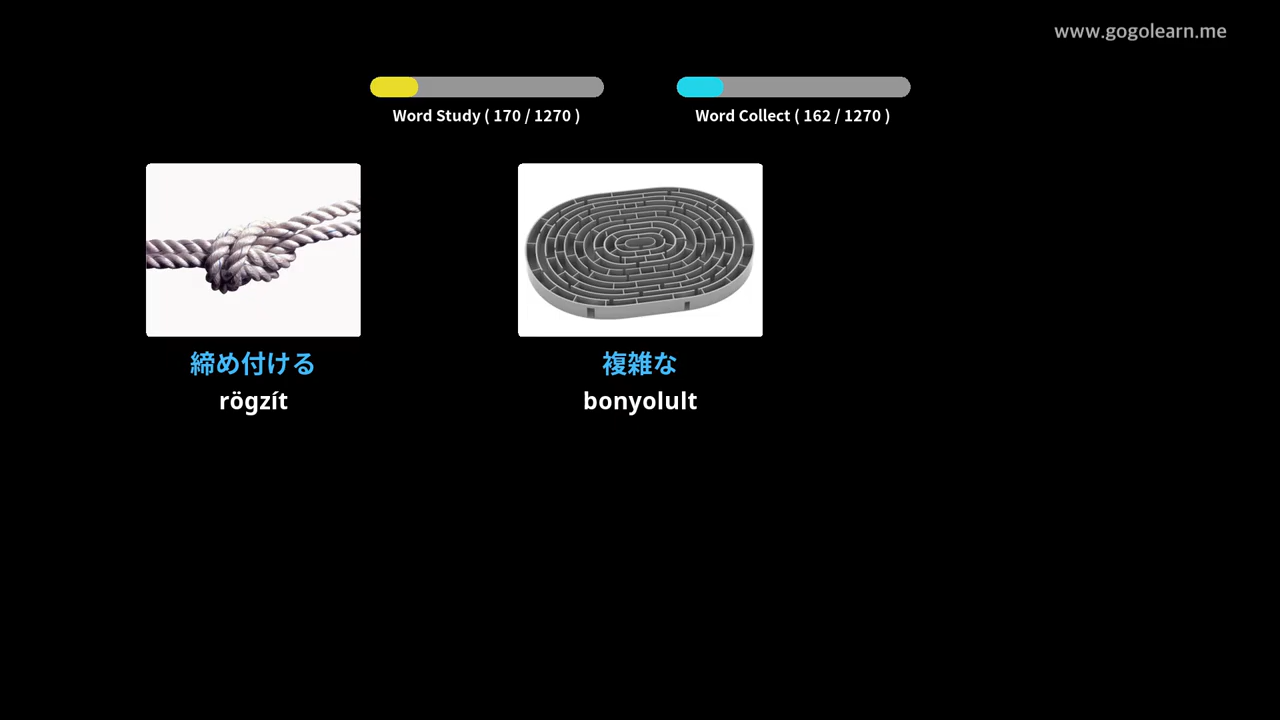 www.gogolearn.me
Word Study ( 170 / 1270 )
Word Collect ( 162 / 1270 )
締め付ける
rögzít
複雑な
bonyolult